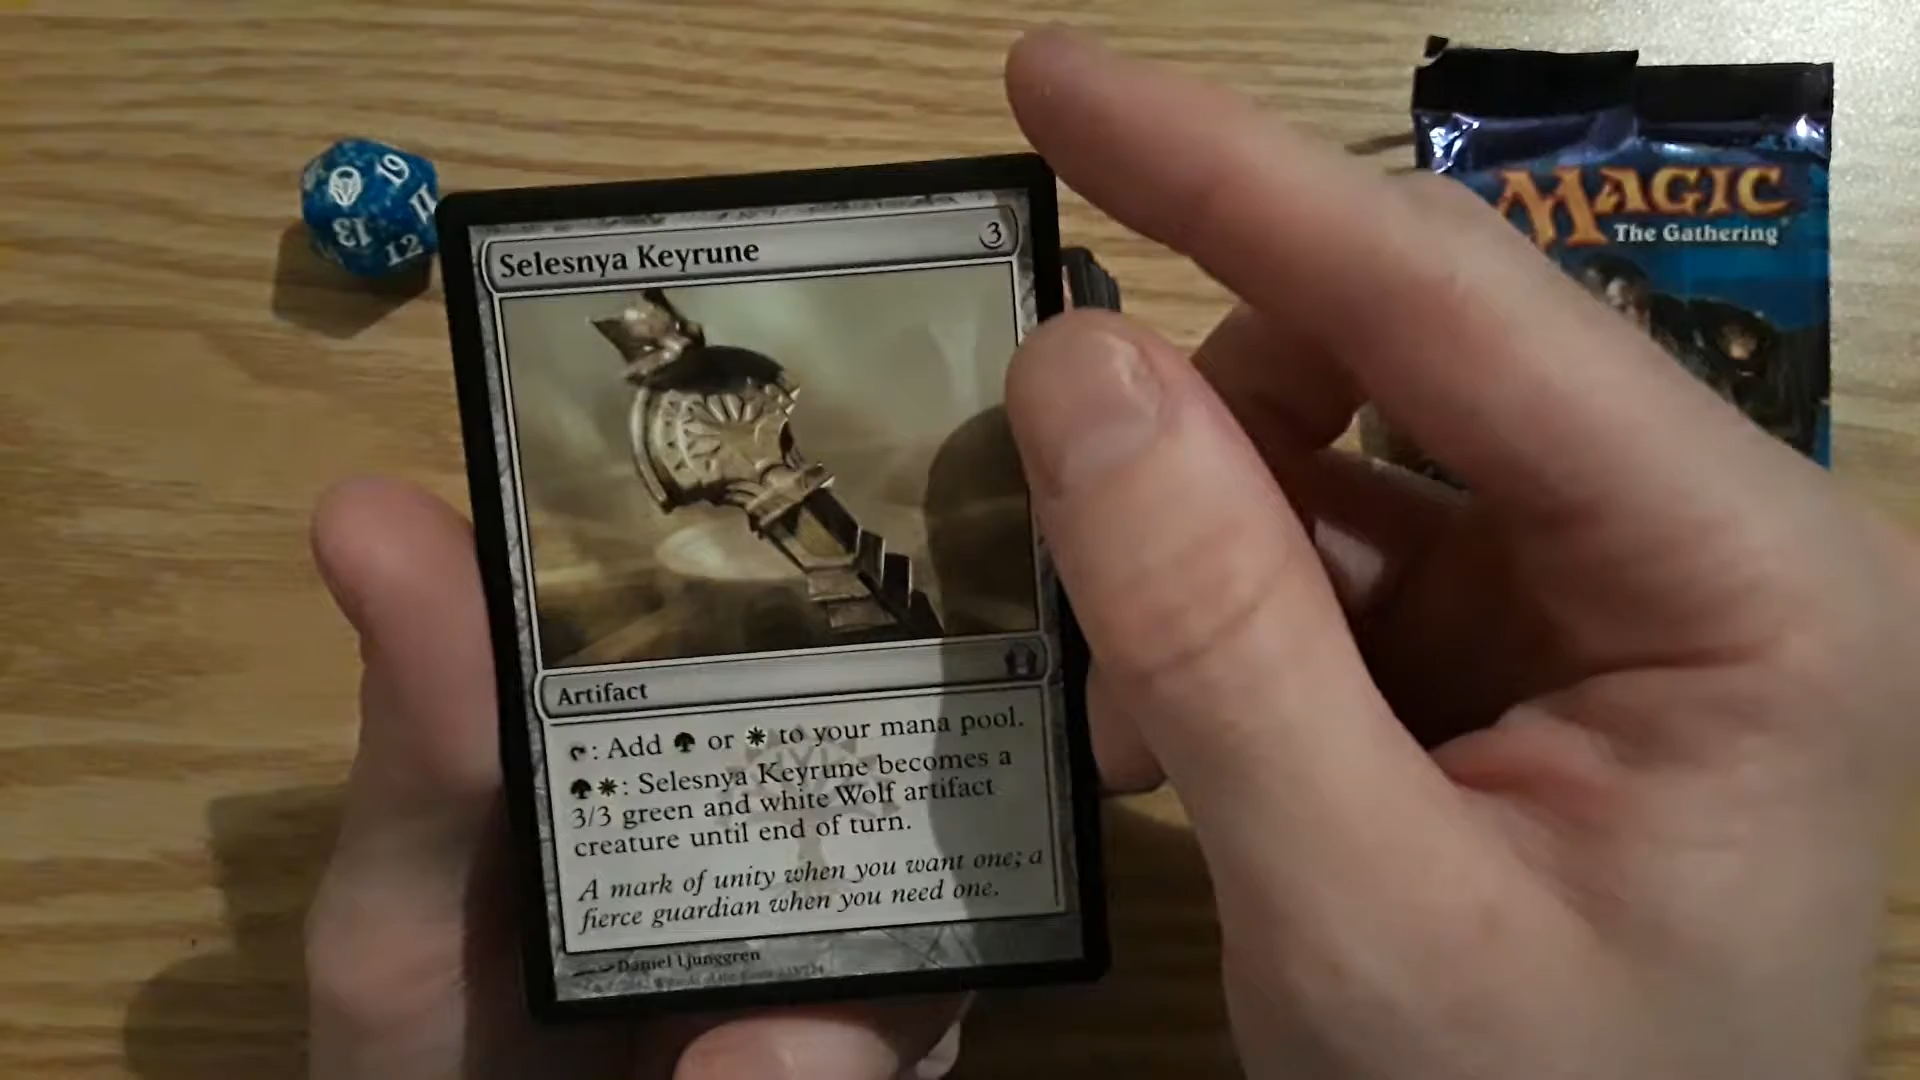 19
11
13
12
MAGIC
The Gathering
Selesnya Keyrune
3
Artifact
: Add or to your mana pool.
: Selesnya Keyrune becomes a
3/3 green and white Wolf artifact
creature until end of turn.
A mark of unity when you want one; a
fierce guardian when you need one.
Daniel Ljunggren